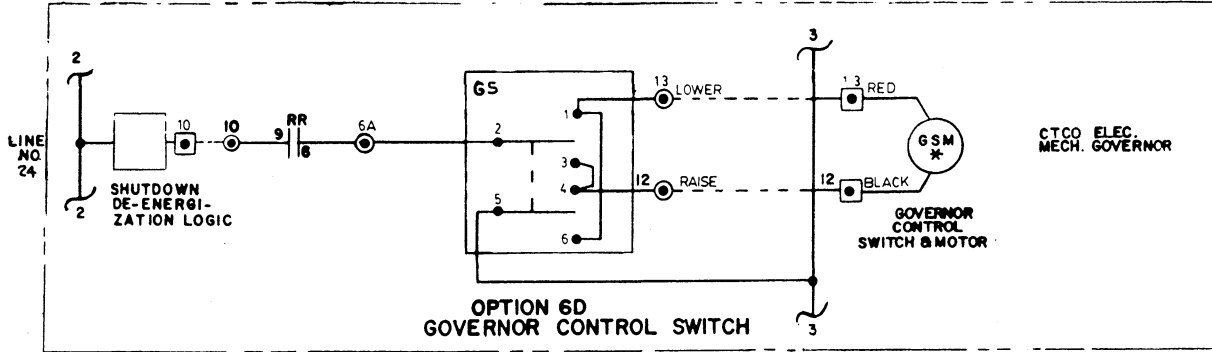 2
3
LINE
NO.
24
10
10
9
RR
6
6A
GS
1
2
3
4
5
6
13
LOWER
13
RED
GSM
*
CTCO ELEC.
MECH. GOVERNOR
12
RAISE
12
BLACK
SHUTDOWN
DE-ENERGI-
ZATION LOGIC
2
GOVERNOR
CONTROL
SWITCH & MOTOR
OPTION 6D
GOVERNOR CONTROL SWITCH
3